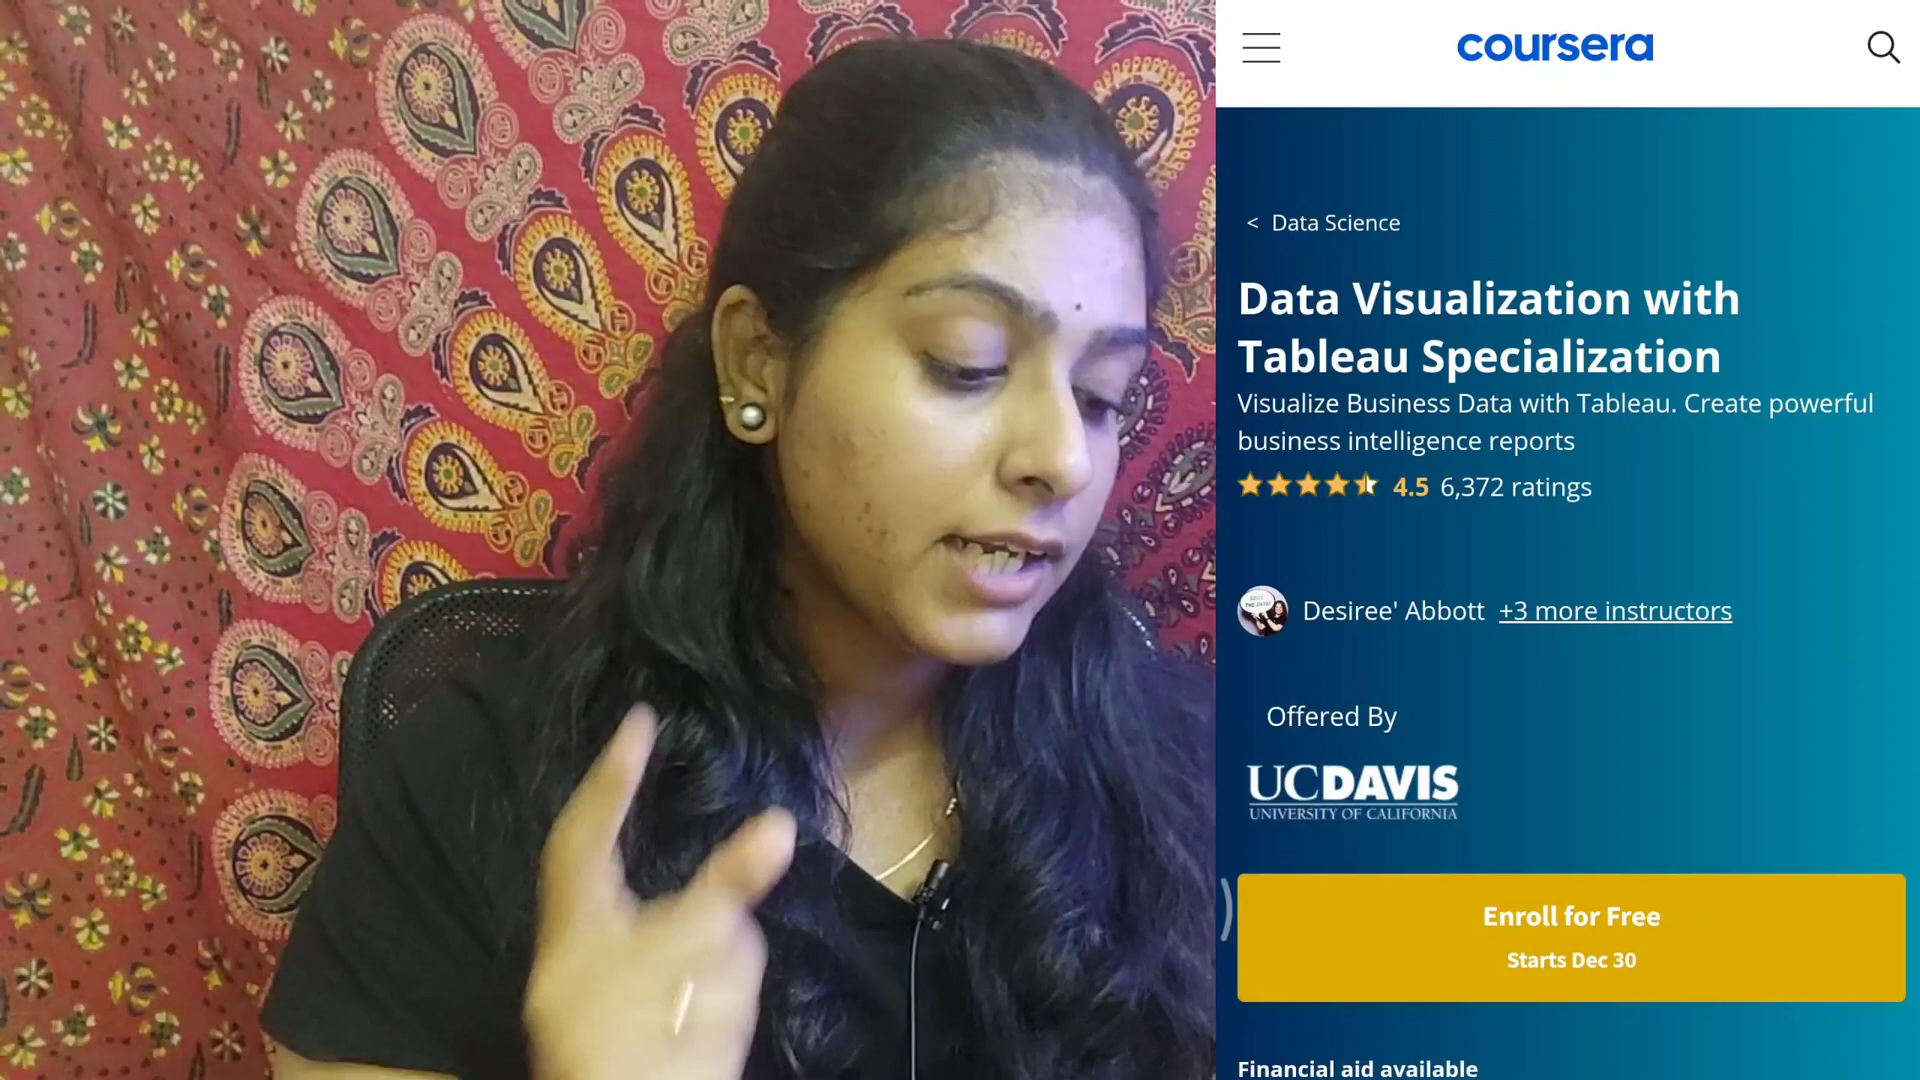 coursera
< Data Science
Data Visualization with
Tableau Specialization
Visualize Business Data with Tableau. Create powerful
business intelligence reports
4.5 6,372 ratings
Desiree' Abbott +3 more instructors
Offered By
UCDAVIS
UNIVERSITY OF CALIFORNIA
Enroll for Free
Starts Dec 30
Financial aid available